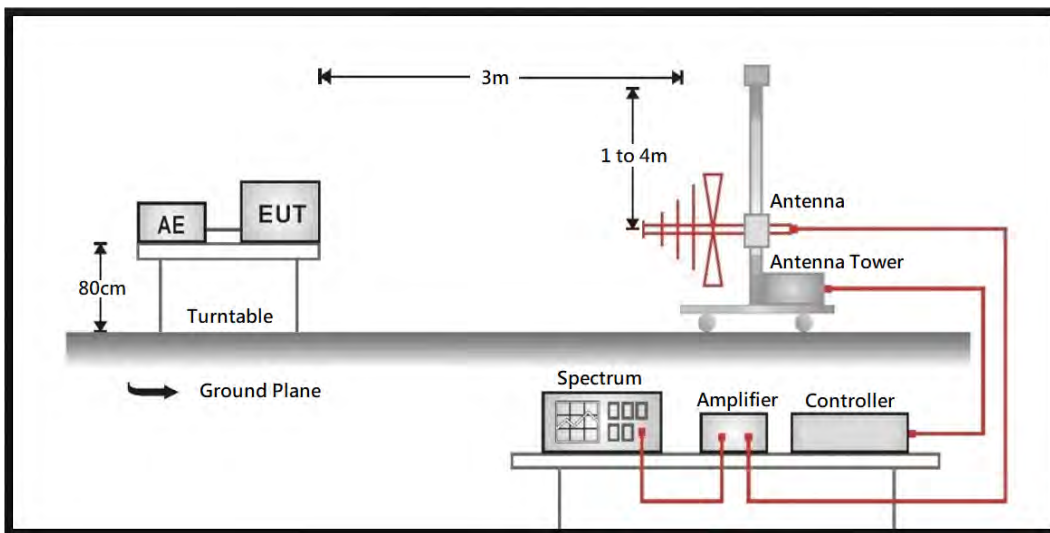 3m
1 to 4m
Antenna
AE
EUT
Antenna Tower
80cm
Turntable
Ground Plane
Spectrum
Amplifier
Controller